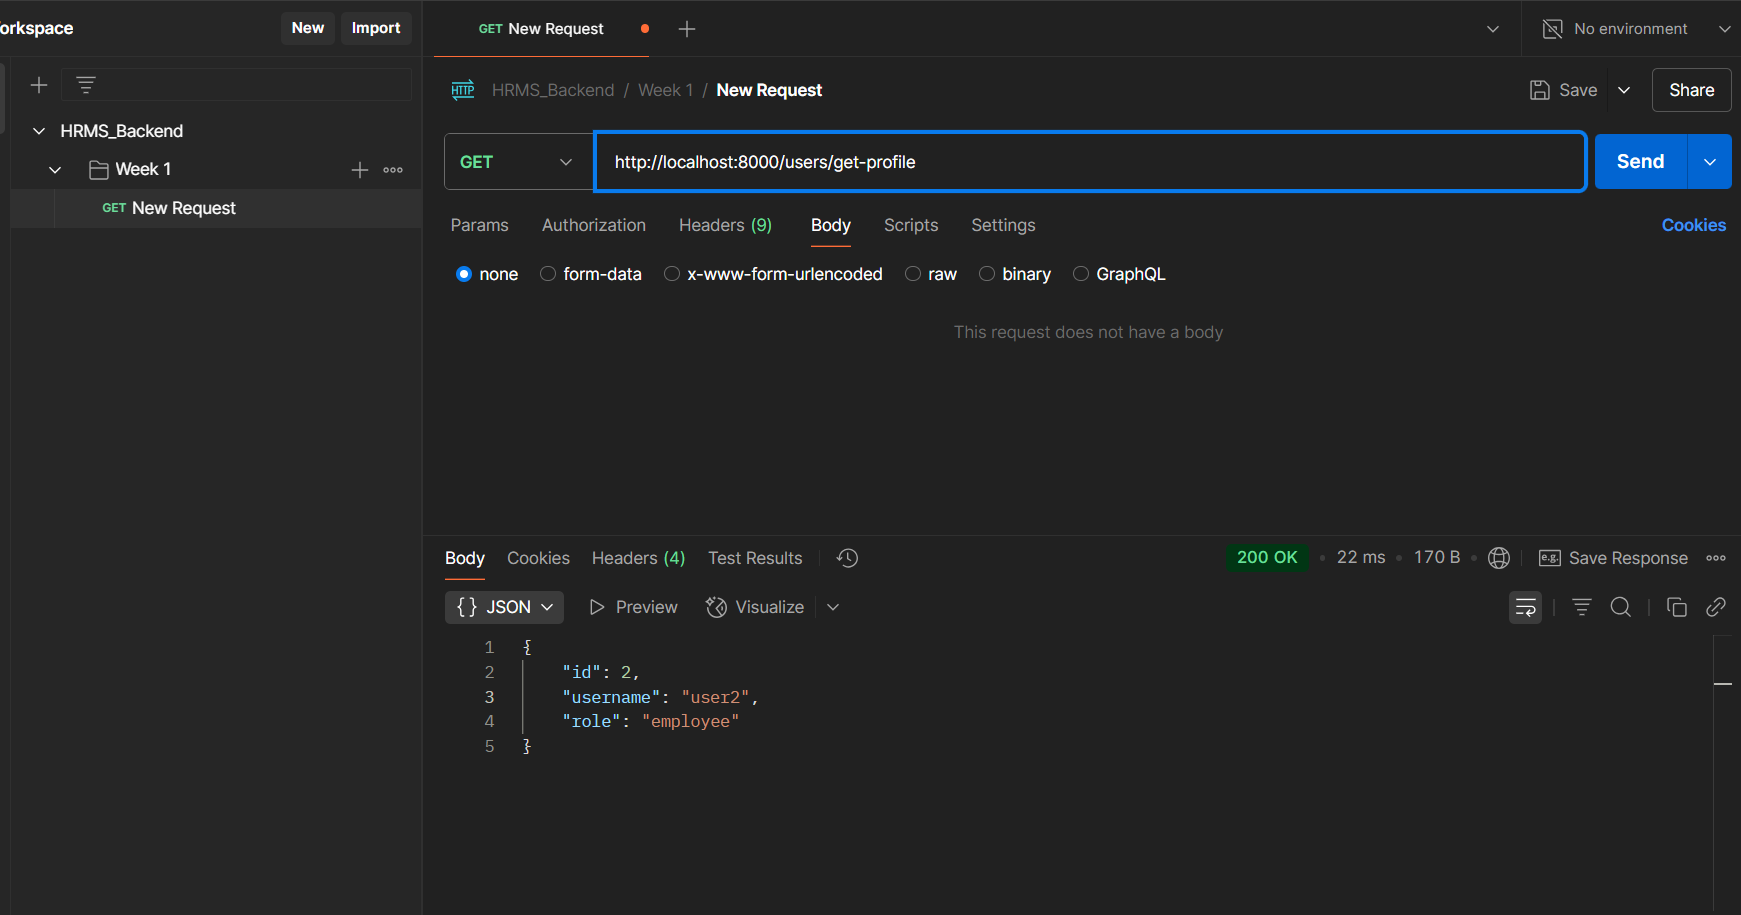 orkspace
New Import
GET New Request
No environment
HTTP HRMS_Backend / Week 1 / New Request
Save
Share
HRMS_Backend
Week 1
GET New Request
GET
http://localhost:8000/users/get-profile
Send
Params Authorization Headers (9) Body Scripts Settings
Cookies
none form-data x-www-form-urlencoded raw binary GraphQL
This request does not have a body
Body Cookies Headers (4) Test Results
200 OK • 22 ms • 170 B •
e.g. Save Response
{} JSON
Preview
Visualize
1 {
2 "id": 2,
3 "username": "user2",
4 "role": "employee"
5 }